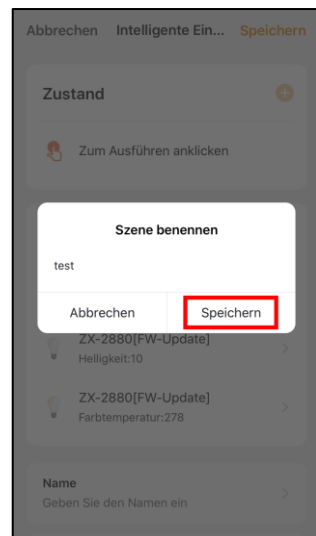 Abbrechen Intelligente Ein... Speichern
Zustand
Zum Ausführen anklicken
Szene benennen
test
Abbrechen Speichern
ZX-2880[FW-Update]
Helligkeit:10
ZX-2880[FW-Update]
Farbtemperatur:278
Name
Geben Sie den Namen ein